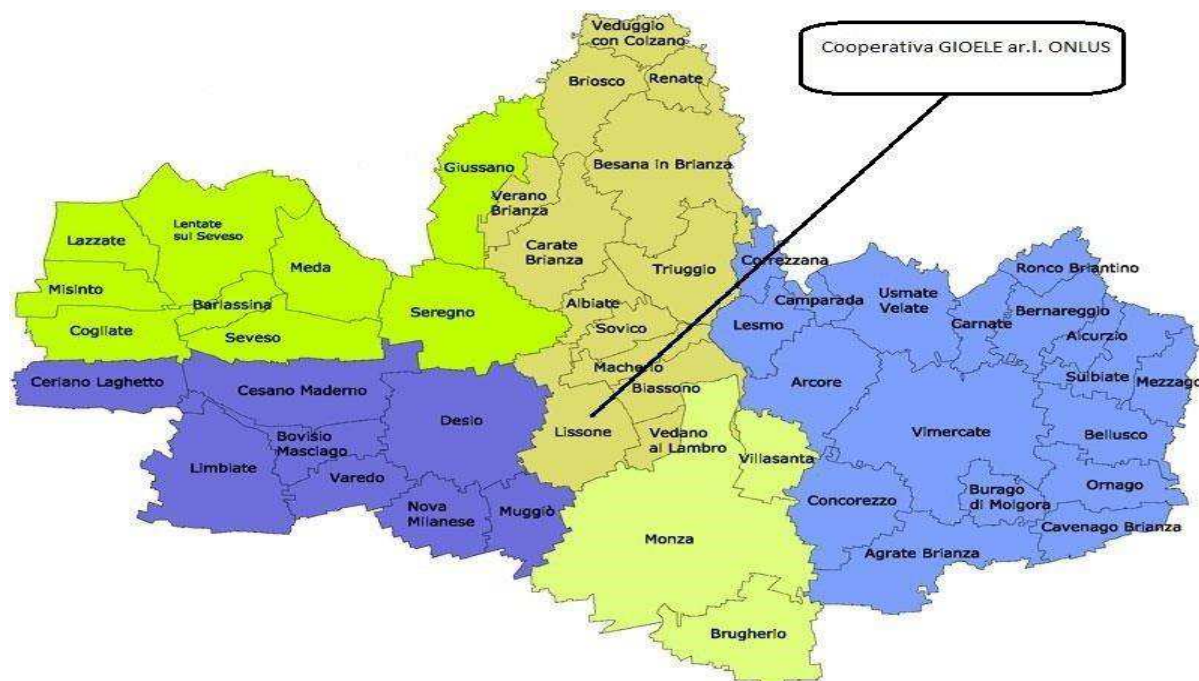 Veduggio
con Colzano
Cooperativa GIOELE ar.l. ONLUS
Briosco
Renate
Giussano
Besana in Brianza
Verano
Brianza
Lentate
sul Seveso
Lazzate
Carate
Brianza
Meda
Triuggio
Correzzana
Ronco Briantino
Misinto
Barlassina
Albiate
Camparada
Usmate
Velate
Bernareggio
Seregno
Cogliate
Seveso
Sovico
Lesmo
Carnate
Aicurzio
Macherio
Ceriano Laghetto
Cesano Maderno
Biassono
Arcore
Sulbiate
Mezzago
Desio
Lissone
Vedano
al Lambro
Vimercate
Bellusco
Bovisio
Masciago
Limbiate
Villasanta
Varedo
Concorezzo
Burago
di Molgora
Ornago
Nova
Milanese
Muggiò
Monza
Cavenago Brianza
Agrate Brianza
Brugherio